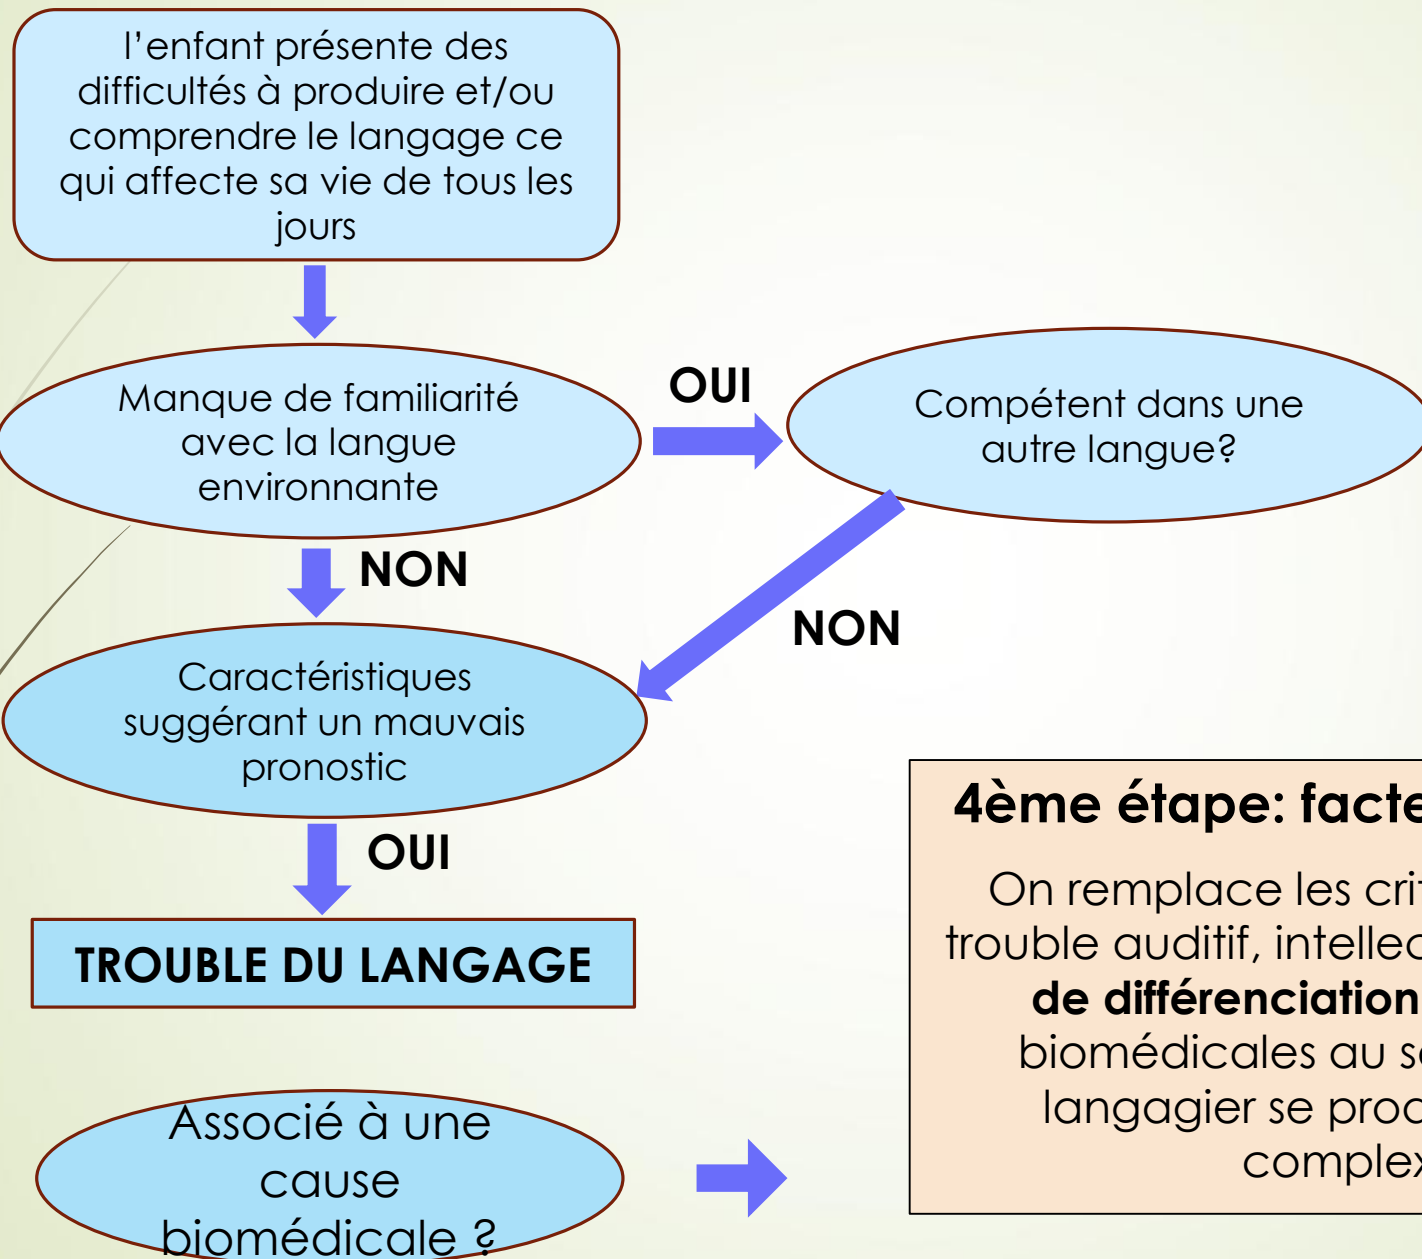 l’enfant présente des
difficultés à produire et/ou
comprendre le langage ce
qui affecte sa vie de tous les
jours
Manque de familiarité
avec la langue
environnante
OUI
Compétent dans une
autre langue?
NON
NON
Caractéristiques
suggérant un mauvais
pronostic
OUI
TROUBLE DU LANGAGE
4ème étape:
On remplace les
trouble auditif,
de différenciation
biomédicales au
langagier se
Associé à une
cause
biomédicale ?